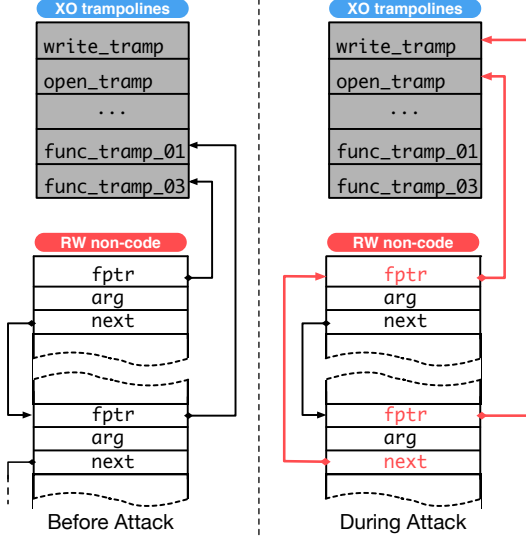 XO trampolines
write_tramp
open_tramp
...
func_tramp_01
func_tramp_03
RW non-code
fptr
arg
next
fptr
arg
next
Before Attack
XO trampolines
write_tramp
open_tramp
...
func_tramp_01
func_tramp_03
RW non-code
fptr
arg
next
fptr
arg
next
During Attack